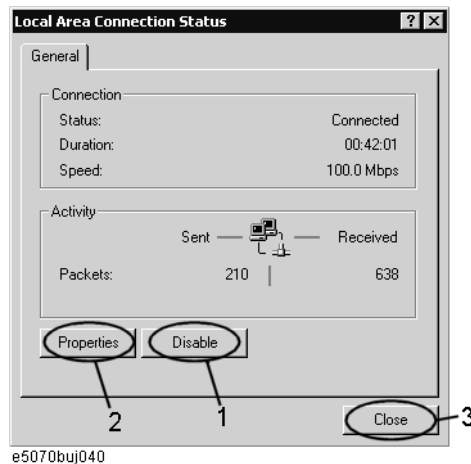 Local Area Connection Status ? X
General
Connection
Status: Connected
Duration: 00:42:01
Speed: 100.0 Mbps
Activity
Sent Received
Packets: 210 638
Properties Disable
2 1
Close 3
e5070buj040